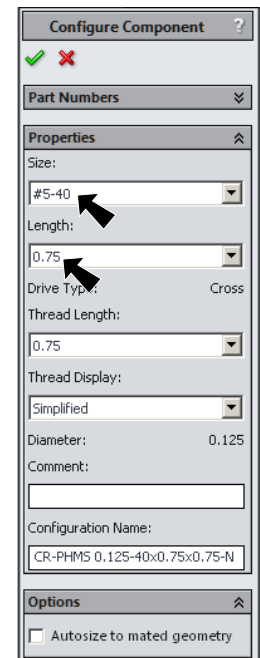 Configure Component ?
Part Numbers
Properties
Size:
#5-40
Length:
0.75
Drive Type: Cross
Thread Length:
0.75
Thread Display:
Simplified
Diameter: 0.125
Comment:
Configuration Name:
CR-PHMS 0.125-40x0.75x0.75-N
Options
Autosize to mated geometry